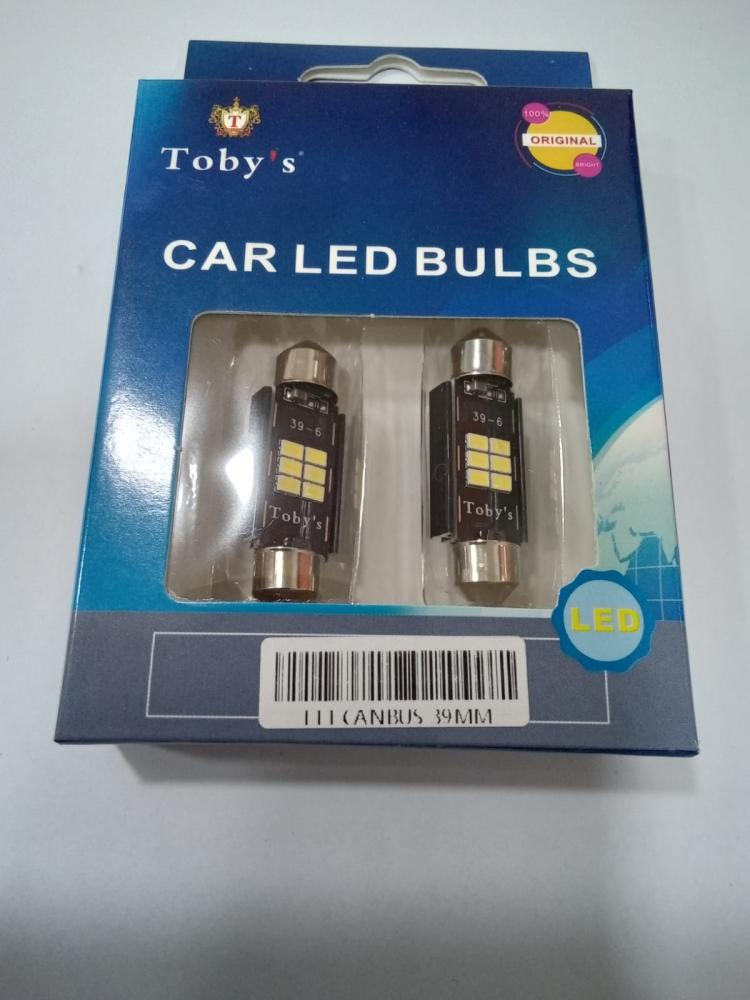 T
Toby's
100%
ORIGINAL
BRIGHT
CAR LED BULBS
39-6
39-6
Toby's
Toby's
LED
CANBUS 39MM